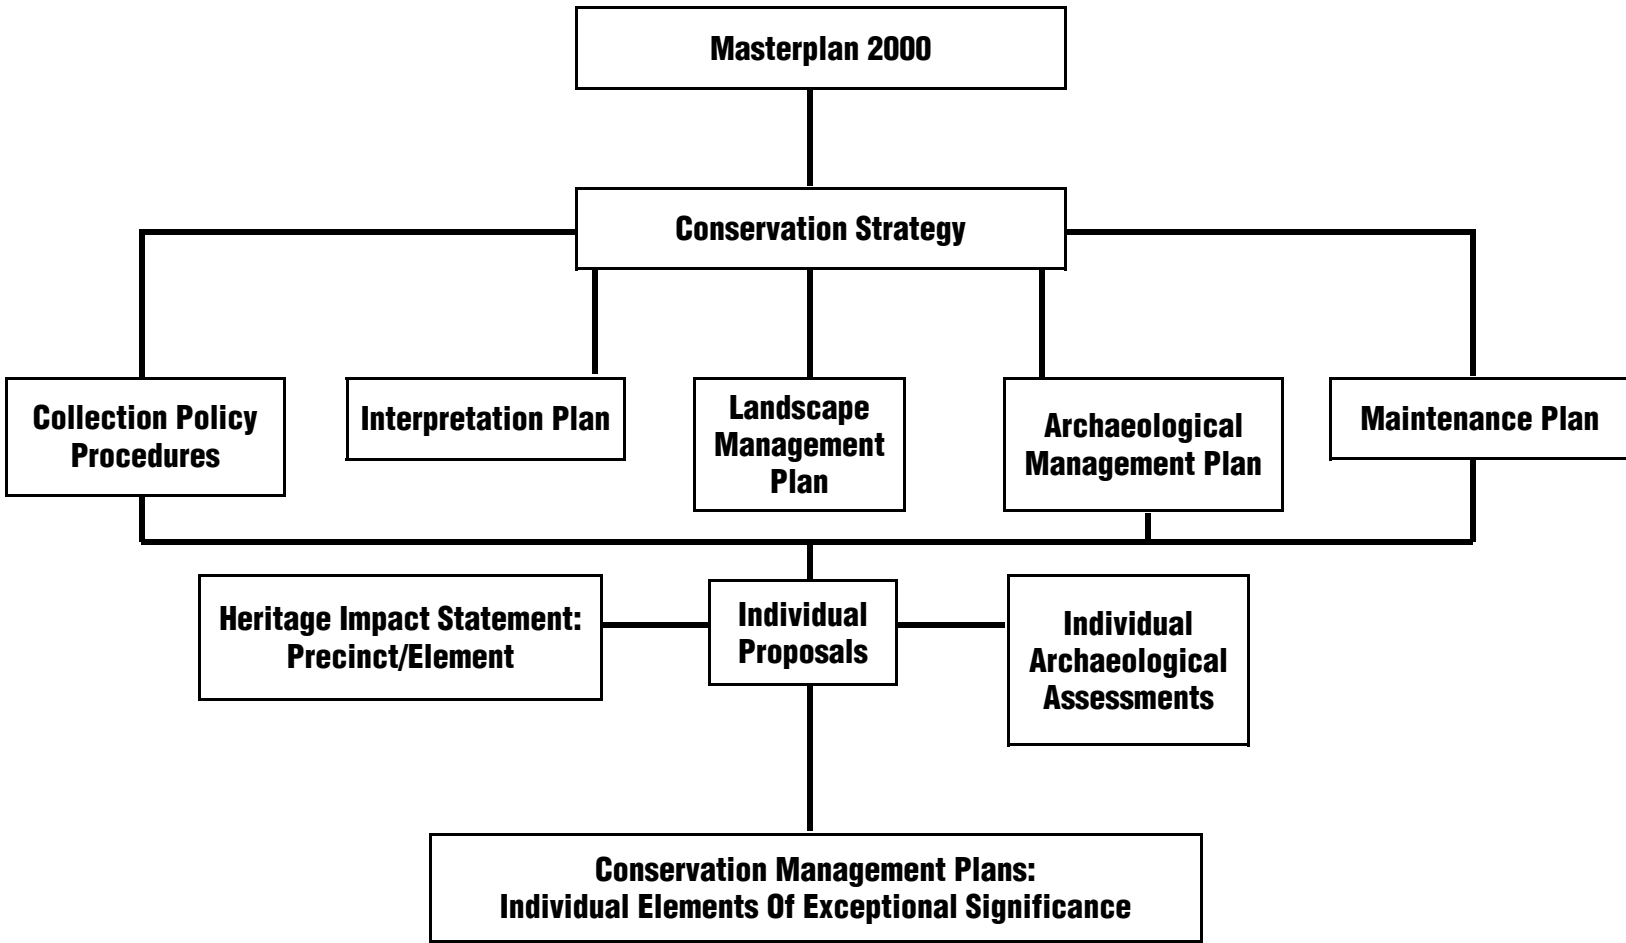 Masterplan 2000
Conservation Strategy
Collection Policy
Procedures
Interpretation Plan
Landscape
Management
Plan
Archaeological
Management Plan
Maintenance Plan
Heritage Impact Statement:
Precinct/Element
Individual
Proposals
Individual
Archaeological
Assessments
Conservation Management Plans:
Individual Elements Of Exceptional Significance